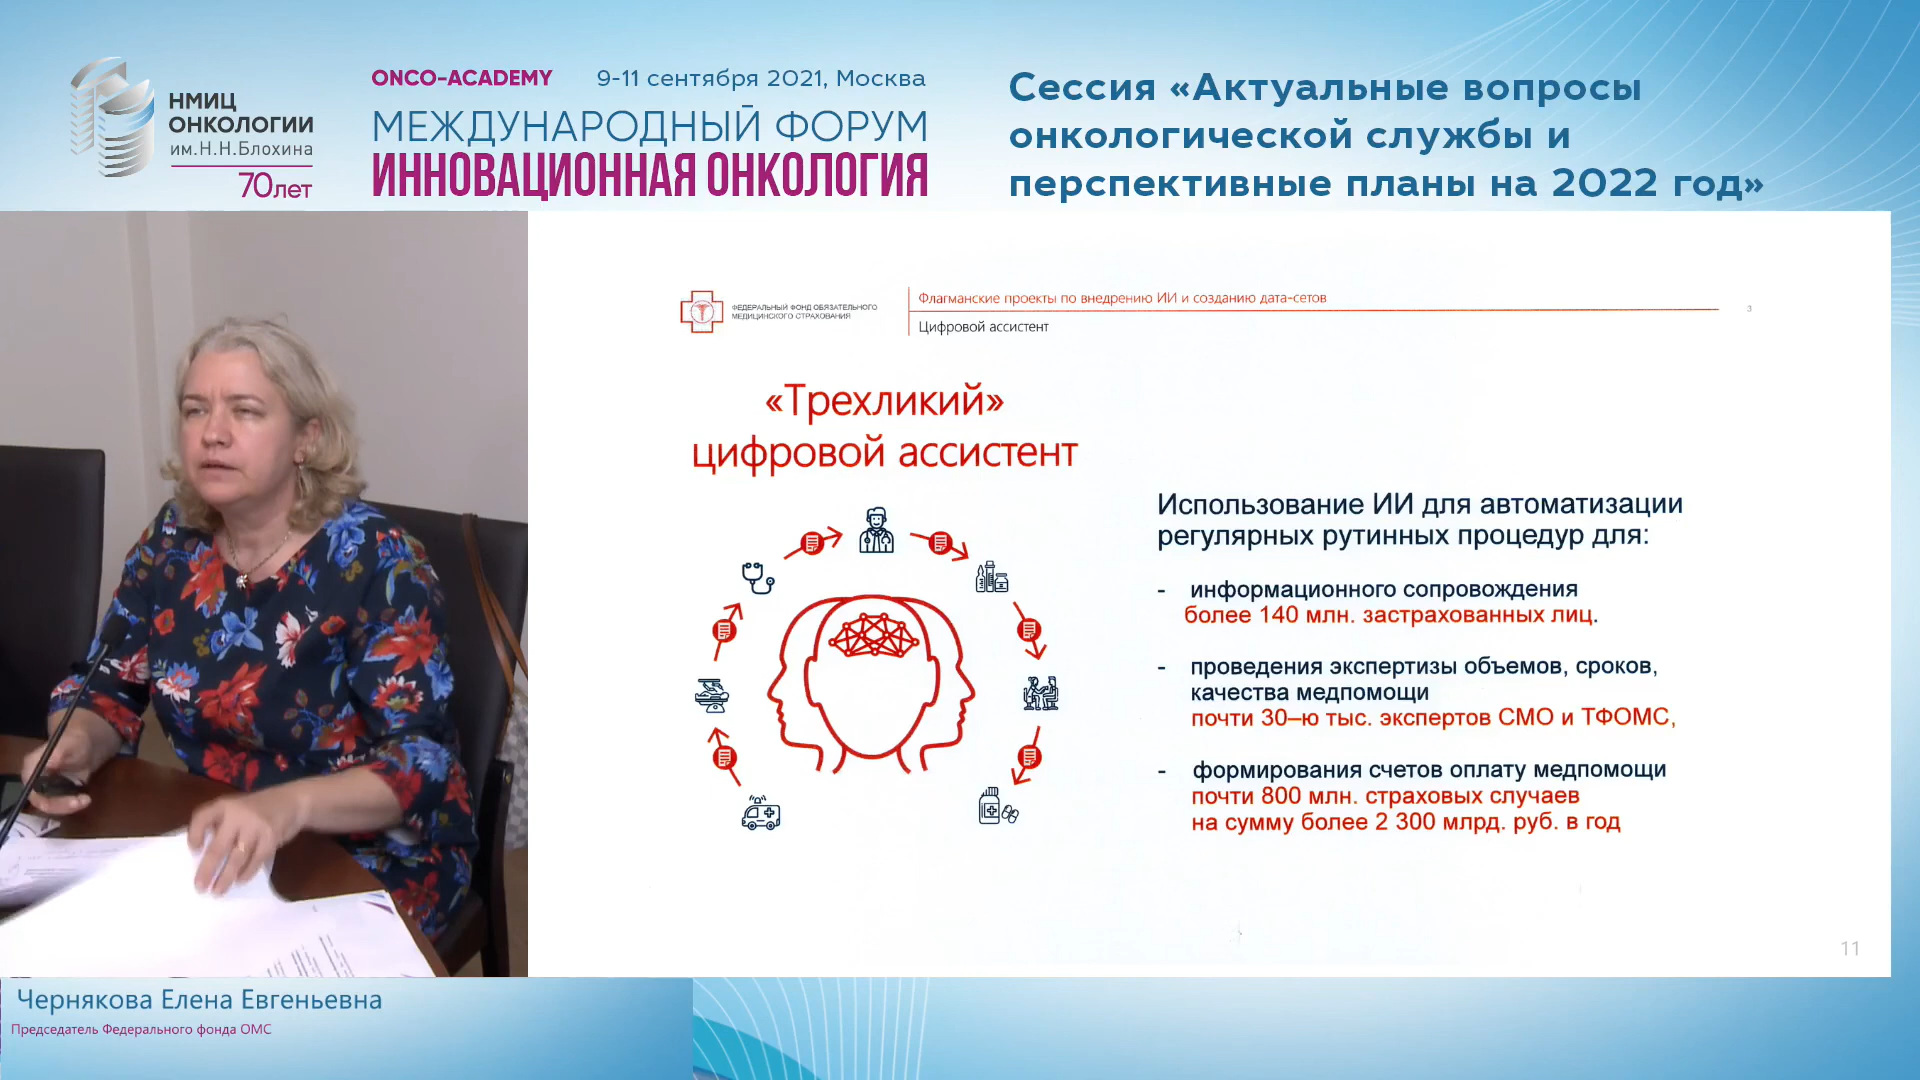 НМИЦ
ОНКОЛОГИИ
им.Н.Н.Блохина
70лет
ONCO-ACADEMY 9-11 сентября 2021, Москва
МЕЖДУНАРОДНЫЙ ФОРУМ
ИННОВАЦИОННАЯ ОНКОЛОГИЯ
Сессия «Актуальные вопросы
онкологической службы и
перспективные планы на 2022 год»
ФЕДЕРАЛЬНЫЙ ФОНД ОБЯЗАТЕЛЬНОГО
МЕДИЦИНСКОГО СТРАХОВАНИЯ
Флагманские проекты по внедрению ИИ и созданию дата-сетов
3
Цифровой ассистент
«Трехликий»
цифровой ассистент
Использование ИИ для автоматизации
регулярных рутинных процедур для:
- информационного сопровождения
более 140 млн. застрахованных лиц.
- проведения экспертизы объемов, сроков,
качества медпомощи
почти 30–ю тыс. экспертов СМО и ТФОМС,
- формирования счетов оплату медпомощи
почти 800 млн. страховых случаев
на сумму более 2 300 млрд. руб. в год
11
Чернякова Елена Евгеньевна
Председатель Федерального фонда ОМС